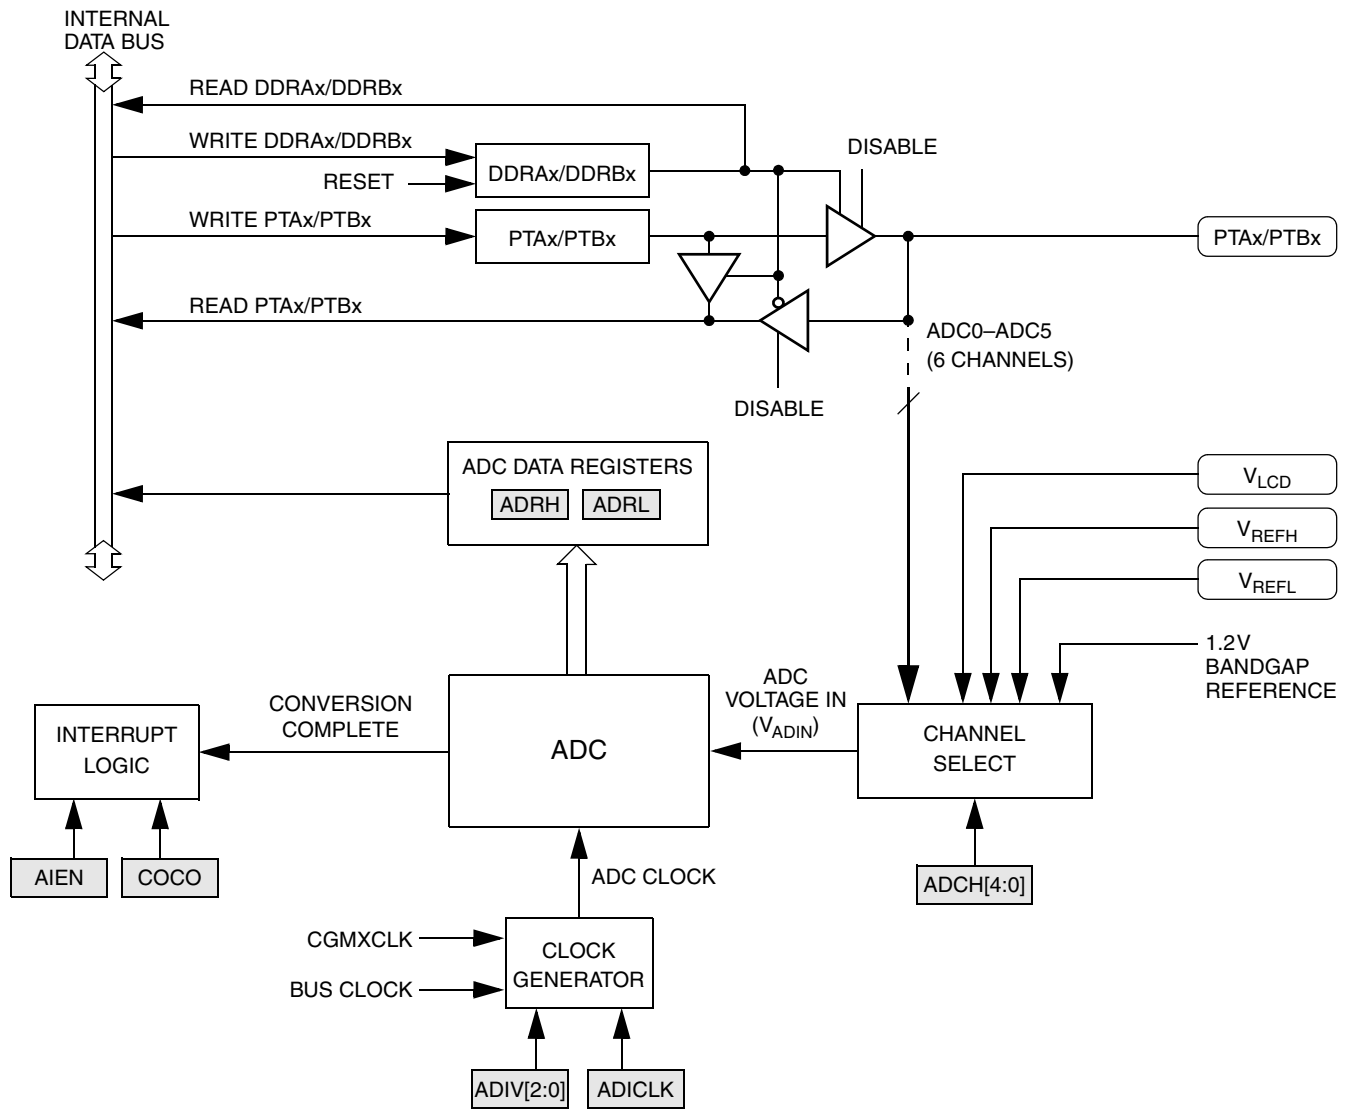 INTERNAL
DATA BUS
READ DDRAx/DDRBx
WRITE DDRAx/DDRBx
DISABLE
DDRAx/DDRBx
RESET
WRITE PTAx/PTBx
PTAx/PTBx
PTAx/PTBx
READ PTAx/PTBx
ADC0–ADC5
(6 CHANNELS)
DISABLE
ADC DATA REGISTERS
ADRH ADRL
VLCD
VREFH
VREFL
1.2V
BANDGAP
REFERENCE
ADC
VOLTAGE IN
(VADIN)
CONVERSION
COMPLETE
INTERRUPT
LOGIC
ADC
CHANNEL
SELECT
AIEN
COCO
ADC CLOCK
ADCH[4:0]
CGMXCLK
BUS CLOCK
CLOCK
GENERATOR
ADIV[2:0]
ADICLK